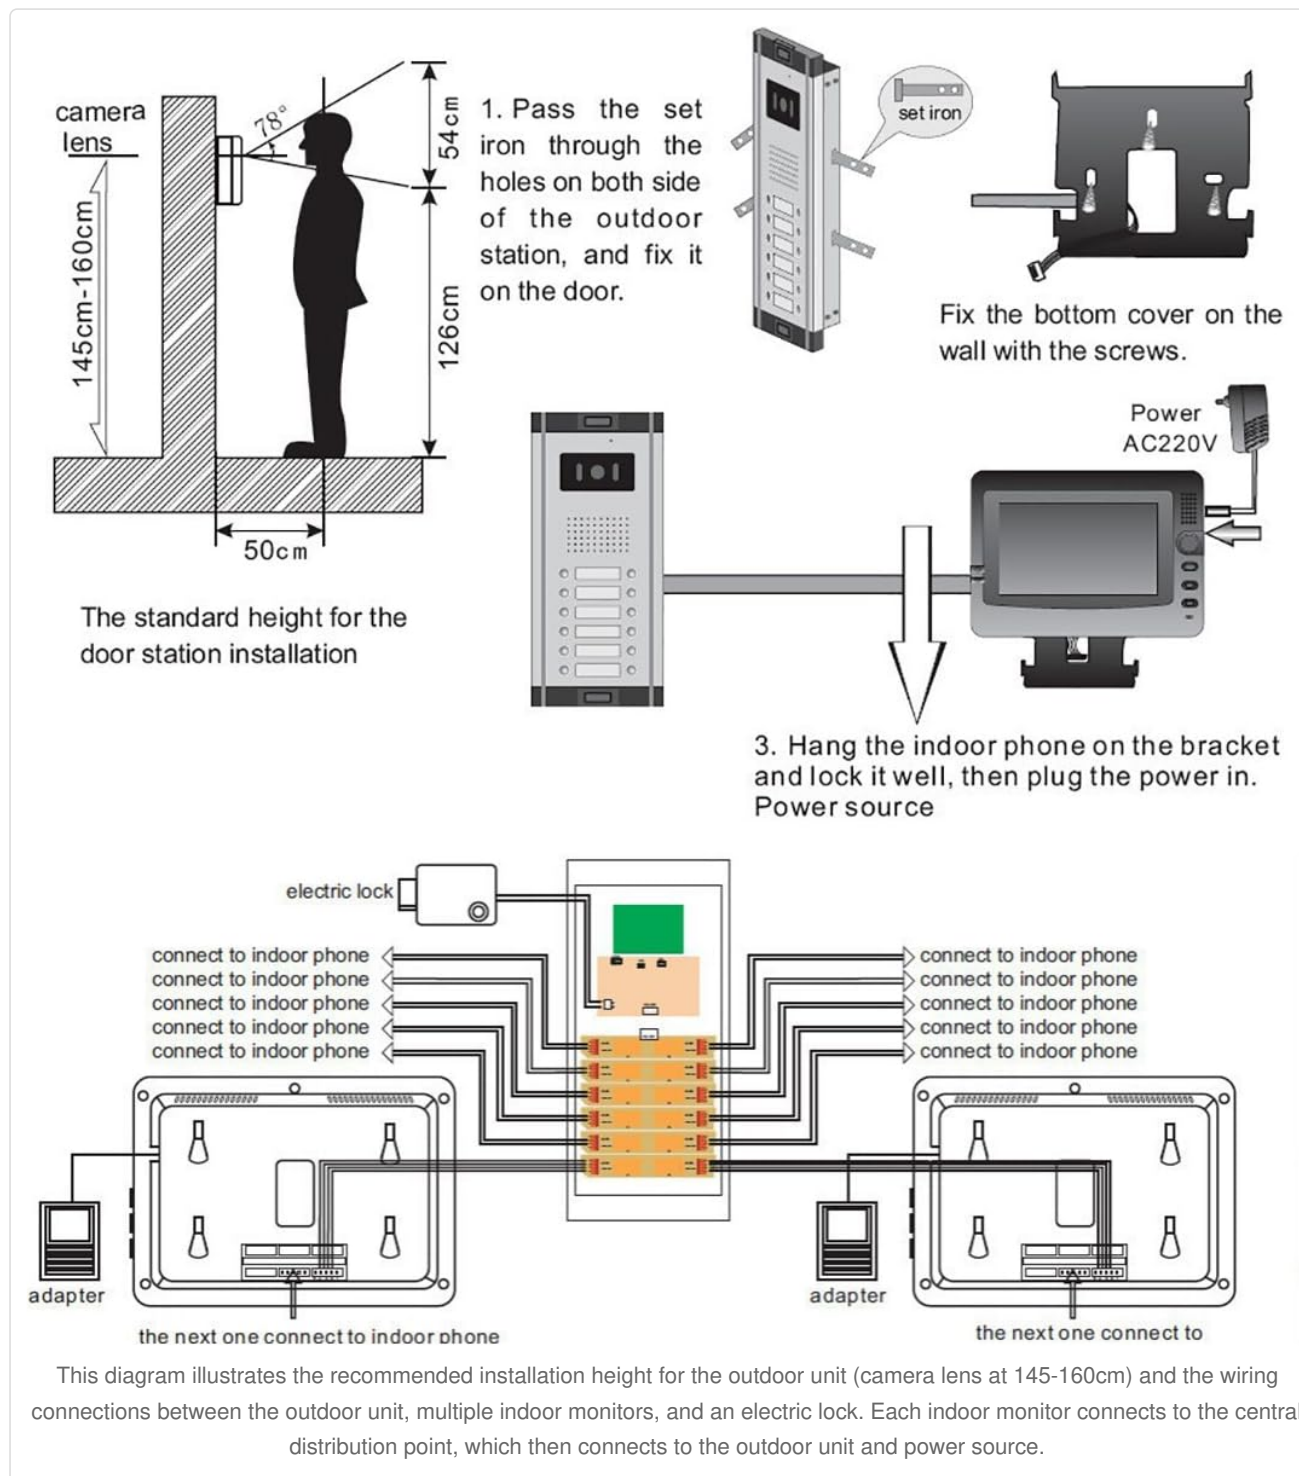 camera
lens
78°
54cm
126cm
145cm-160cm
50cm
The standard height for the
door station installation
1. Pass the set
iron through the
holes on both side
of the outdoor
station, and fix it
on the door.
set iron
Fix the bottom cover on the
wall with the screws.
Power
AC220V
3. Hang the indoor phone on the bracket
and lock it well, then plug the power in.
Power source
electric lock
connect to indoor phone
connect to indoor phone
connect to indoor phone
connect to indoor phone
connect to indoor phone
connect to indoor phone
connect to indoor phone
connect to indoor phone
connect to indoor phone
connect to indoor phone
adapter
the next one connect to indoor phone
adapter
the next one connect to
This diagram illustrates the recommended installation height for the outdoor unit (camera lens at 145-160cm) and the wiring
connections between the outdoor unit, multiple indoor monitors, and an electric lock. Each indoor monitor connects to the central
distribution point, which then connects to the outdoor unit and power source.